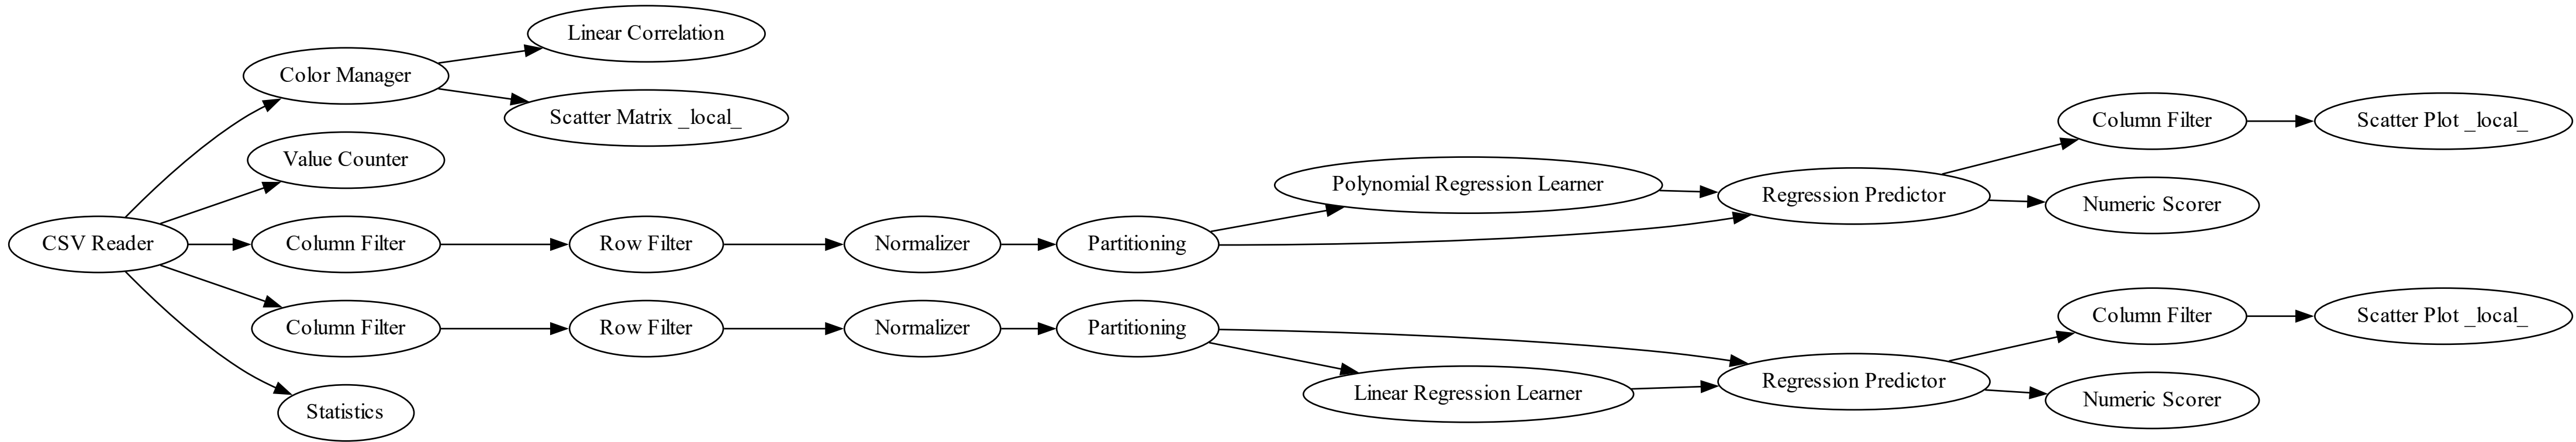 Linear Correlation
Color Manager
Scatter Matrix _local_
Value Counter
CSV Reader
Column Filter
Row Filter
Normalizer
Partitioning
Polynomial Regression Learner
Regression Predictor
Column Filter
Scatter Plot _local_
Numeric Scorer
Column Filter
Row Filter
Normalizer
Partitioning
Linear Regression Learner
Regression Predictor
Column Filter
Scatter Plot _local_
Numeric Scorer
Statistics